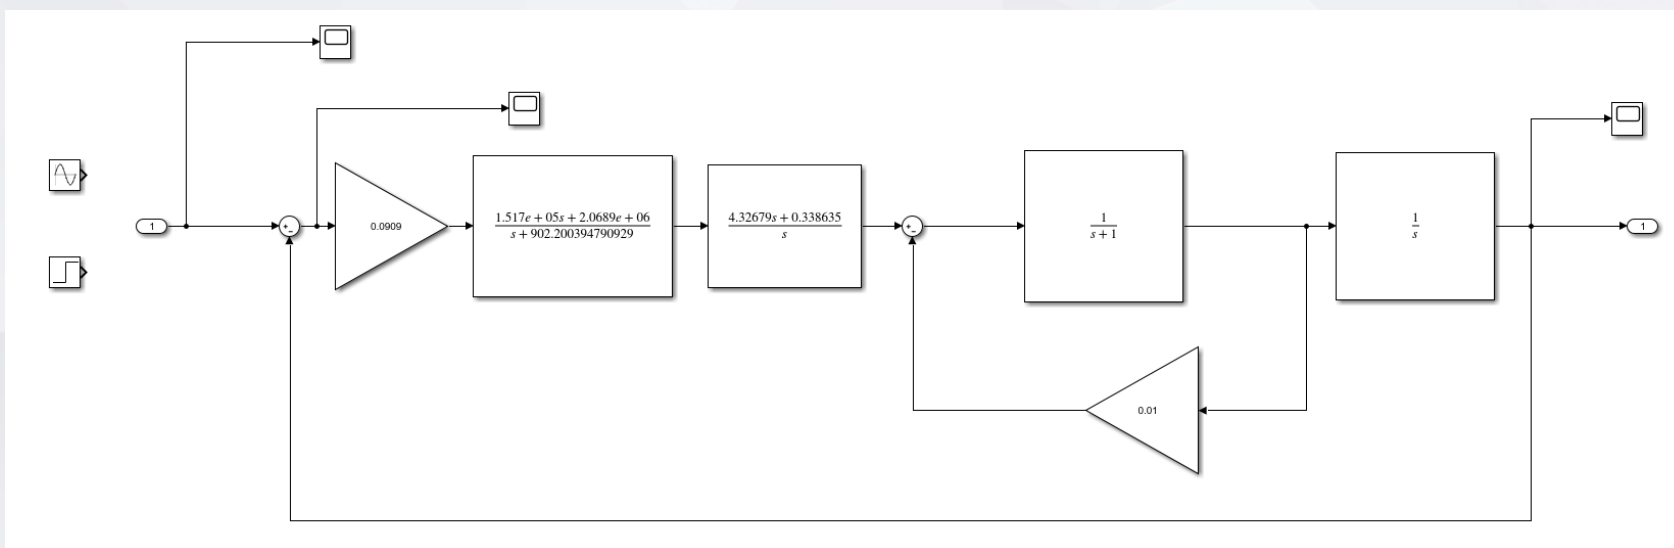 1
+
-
0.0909
1.517e + 05s + 2.0689e + 06
s + 902.200394790929
4.32679s + 0.338635
s
+
-
1
s + 1
1
s
1
0.01